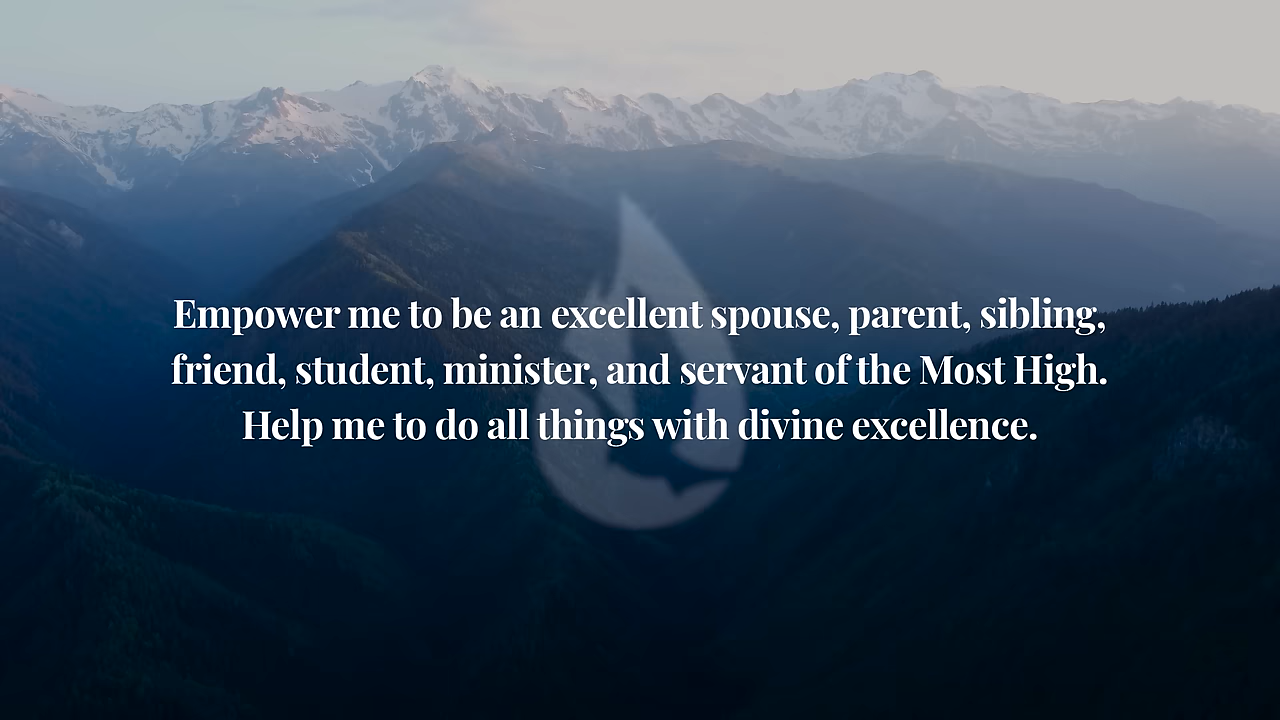 Empower me to be an excellent spouse, parent, sibling,
friend, student, minister, and servant of the Most High.
Help me to do all things with divine excellence.